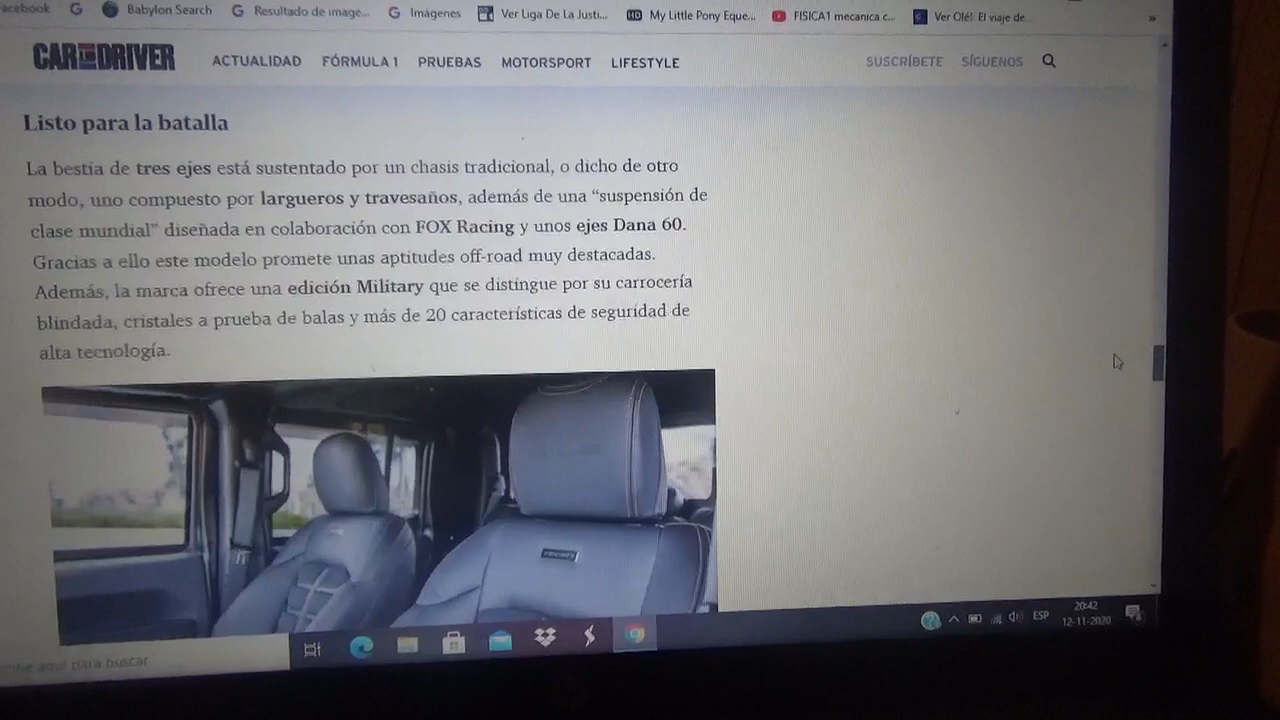 acebook
Babylon Search
Resultado de image...
Imágenes
Ver Liga De La Justi...
My Little Pony Eque...
FISICA1 mecanica c...
Ver Olé! El viaje de...
»
CAR AND DRIVER
ACTUALIDAD
FÓRMULA 1
PRUEBAS
MOTORSPORT
LIFESTYLE
SUSCRÍBETE
SÍGUENOS
Listo para la batalla
La bestia de tres ejes está sustentado por un chasis tradicional, o dicho de otro
modo, uno compuesto por largueros y travesaños, además de una “suspensión de
clase mundial” diseñada en colaboración con FOX Racing y unos ejes Dana 60.
Gracias a ello este modelo promete unas aptitudes off-road muy destacadas.
Además, la marca ofrece una edición Military que se distingue por su carrocería
blindada, cristales a prueba de balas y más de 20 características de seguridad de
alta tecnología.
ESP
20:42
12-11-2020
aquí para buscar